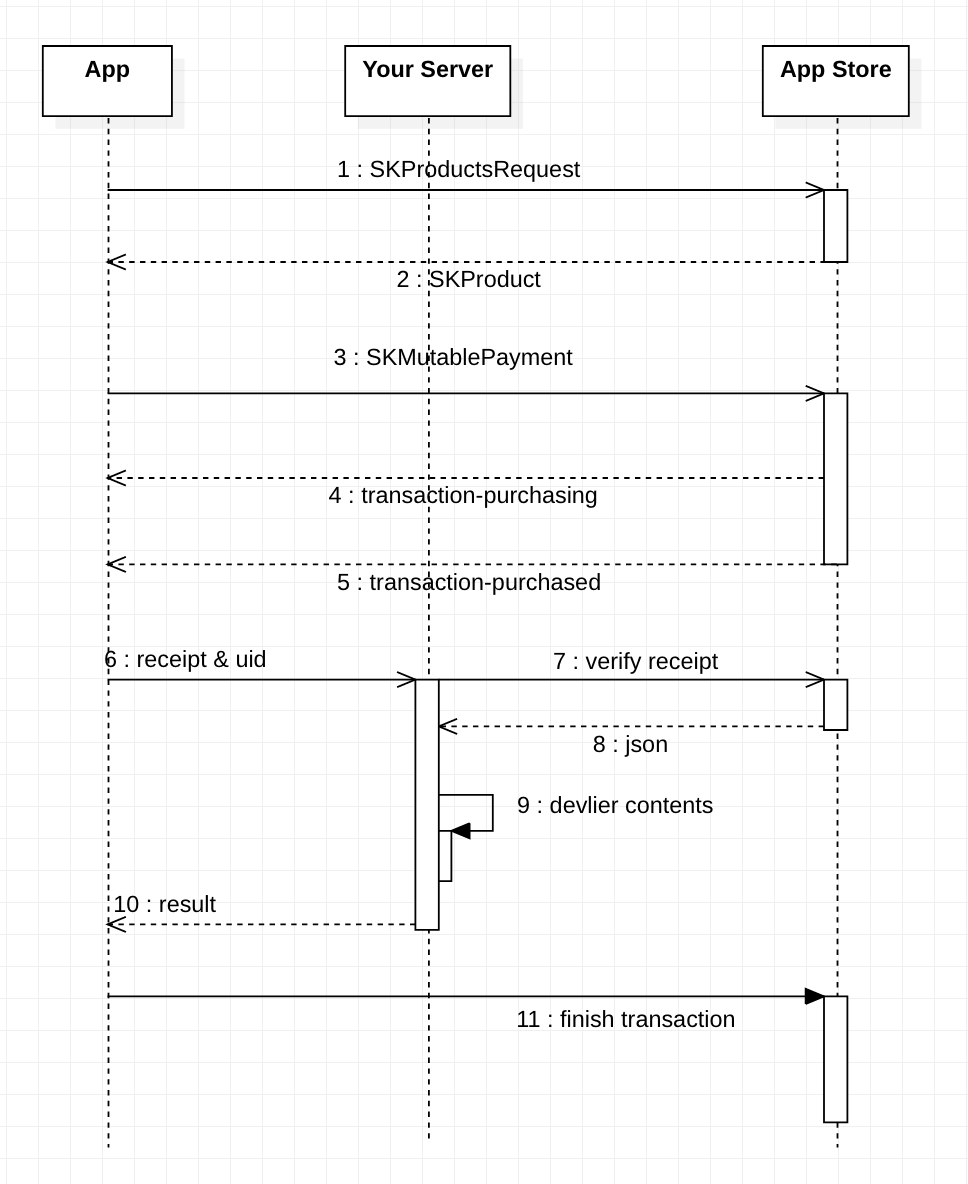 App
Your Server
App Store
1 : SKProductsRequest
2 : SKProduct
3 : SKMutablePayment
4 : transaction-purchasing
5 : transaction-purchased
6 : receipt & uid
7 : verify receipt
8 : json
9 : devlier contents
10 : result
11 : finish transaction